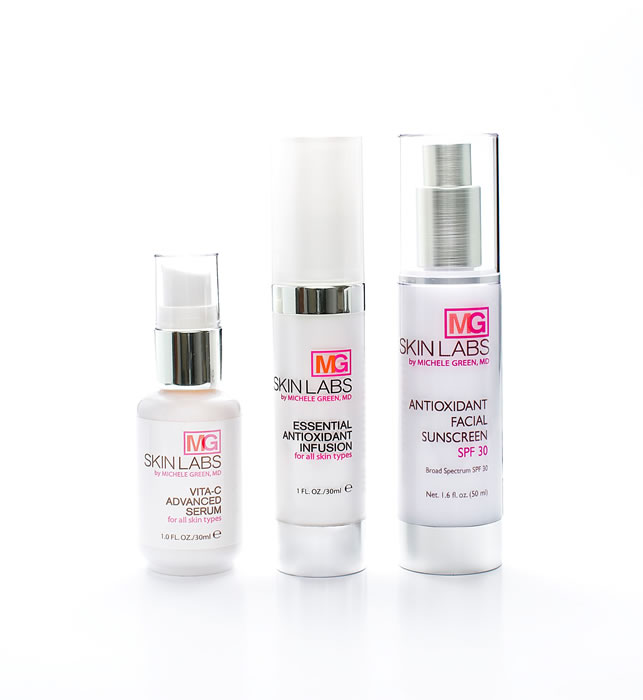 MG
SKIN LABS
by MICHELE GREEN, MD
VITA-C
ADVANCED
SERUM
for all skin types
1.0 FL. OZ./30ml ℮
MG
SKIN LABS
by MICHELE GREEN, MD
ESSENTIAL
ANTIOXIDANT
INFUSION
for all skin types
1 FL. OZ./30ml ℮
MG
SKIN LABS
by MICHELE GREEN, MD
ANTIOXIDANT
FACIAL
SUNSCREEN
SPF 30
Broad Spectrum SPF 30
Net. 1.6 fl. oz. (50 ml)